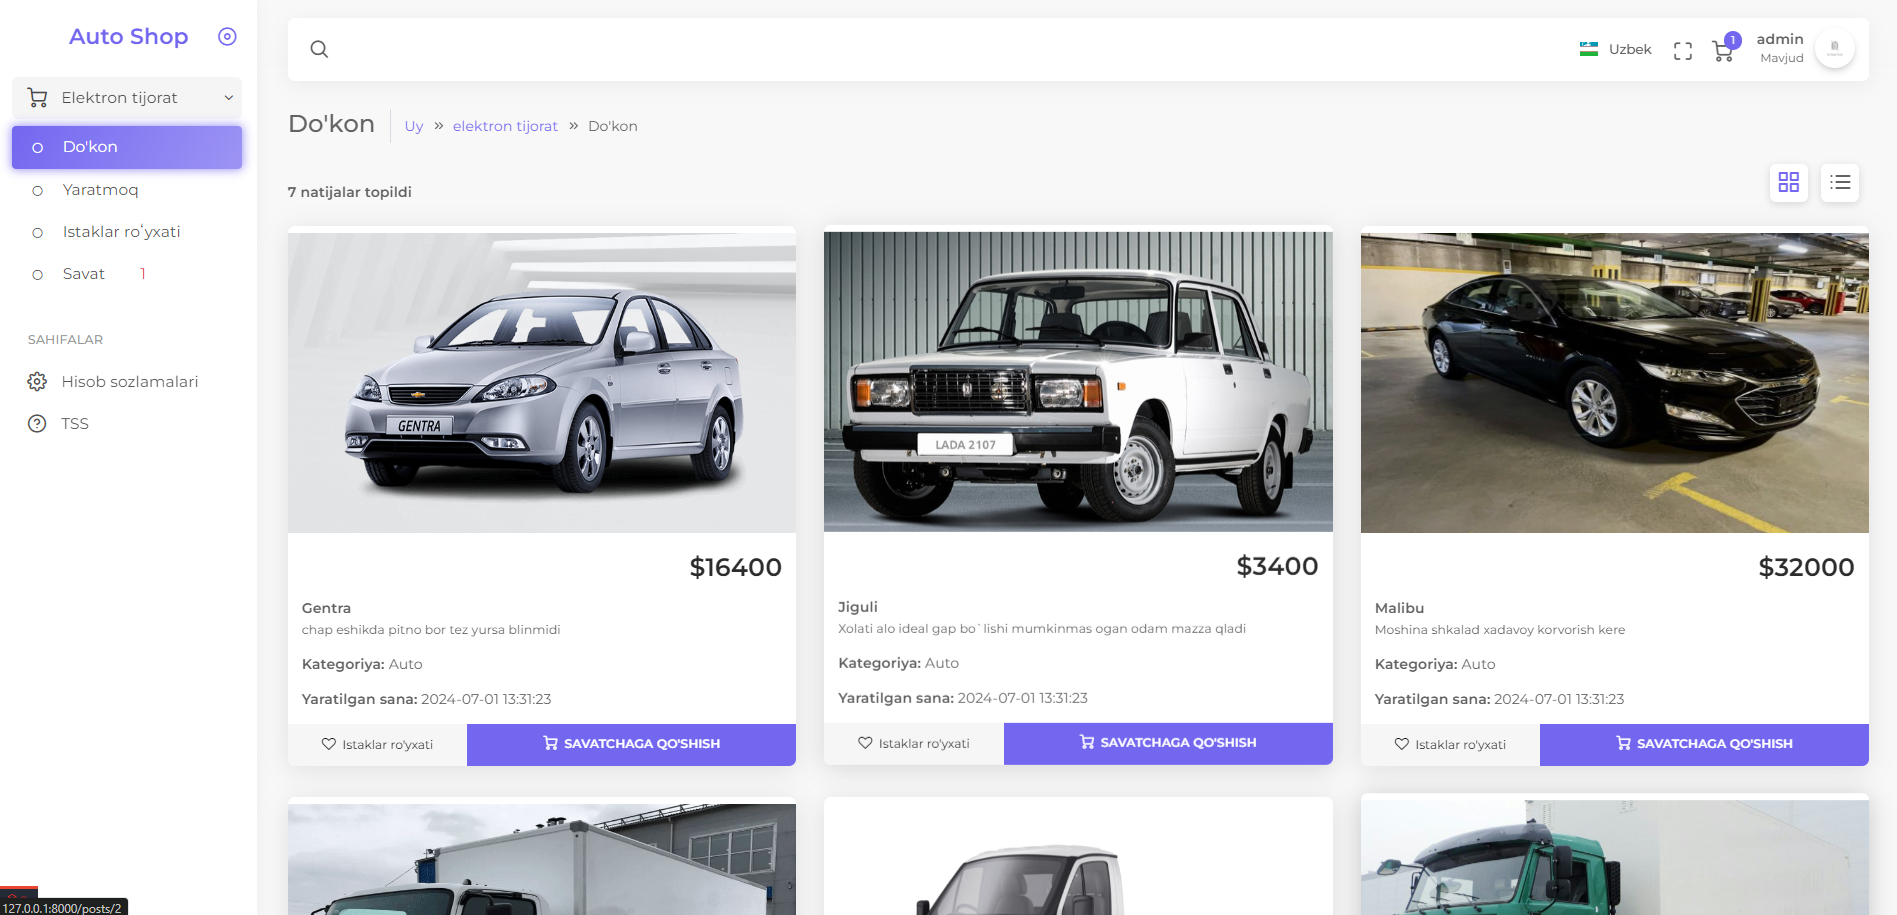 Auto Shop
Elektron tijorat
Do'kon
Yaratmoq
Istaklar roʻyxati
Savat 1
SAHIFALAR
Hisob sozlamalari
TSS
Uzbek
1
admin
Mavjud
Do'kon
Uy » elektron tijorat » Do'kon
7 natijalar topildi
GENTRA
$16400
Gentra
chap eshikda pitno bor tez yursa blinmidi
Kategoriya: Auto
Yaratilgan sana: 2024-07-01 13:31:23
Istaklar ro'yxati
SAVATCHAGA QO'SHISH
LADA 2107
$3400
Jiguli
Xolati alo ideal gap bo`lishi mumkinmas ogan odam mazza qladi
Kategoriya: Auto
Yaratilgan sana: 2024-07-01 13:31:23
Istaklar ro'yxati
SAVATCHAGA QO'SHISH
$32000
Malibu
Moshina shkalad xadavoy korvorish kere
Kategoriya: Auto
Yaratilgan sana: 2024-07-01 13:31:23
Istaklar ro'yxati
SAVATCHAGA QO'SHISH
127.0.0.1:8000/posts/2